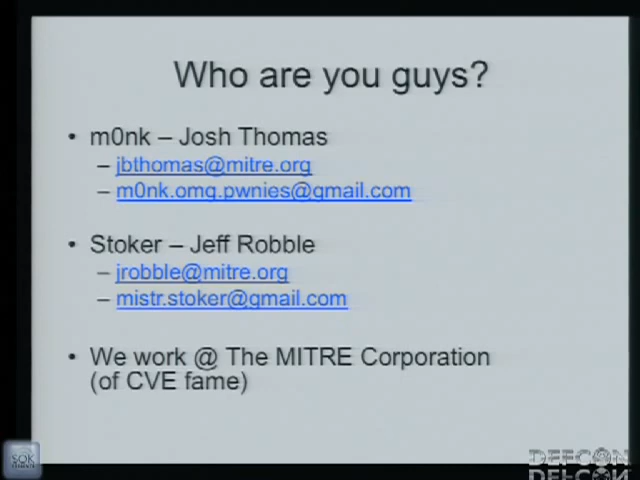 Who are you guys?
• m0nk – Josh Thomas
– jbthomas@mitre.org
– m0nk.omg.pwnies@gmail.com
• Stoker – Jeff Robble
– jrobble@mitre.org
– mistr.stoker@gmail.com
• We work @ The MITRE Corporation
(of CVE fame)
SOK
DEFCON